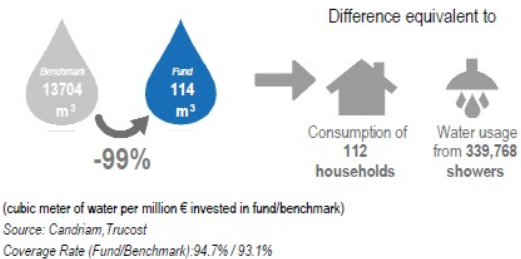 Difference equivalent to
Benchmark
13704
m³
Fund
114
m³
-99%
Consumption of
112
households
Water usage
from 339,768
showers
(cubic meter of water per million € invested in fund/benchmark)
Source: Candriam,Trucost
Coverage Rate (Fund/Benchmark):94.7% / 93.1%